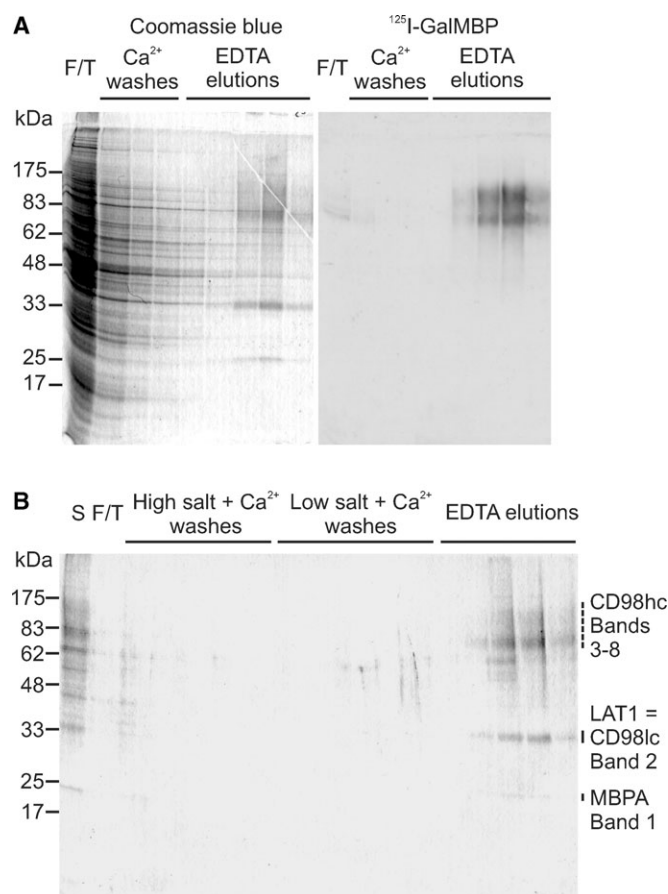 A
Coomassie blue
¹²⁵I-GalMBP
F/T
Ca²⁺
washes
EDTA
elutions
F/T
Ca²⁺
washes
EDTA
elutions
kDa
175
83
62
48
33
25
17
B
S F/T
High salt + Ca²⁺
washes
Low salt + Ca²⁺
washes
EDTA elutions
kDa
175
83
62
48
33
25
17
CD98hc
Bands
3-8
LAT1 =
CD98lc
Band 2
MBPA
Band 1